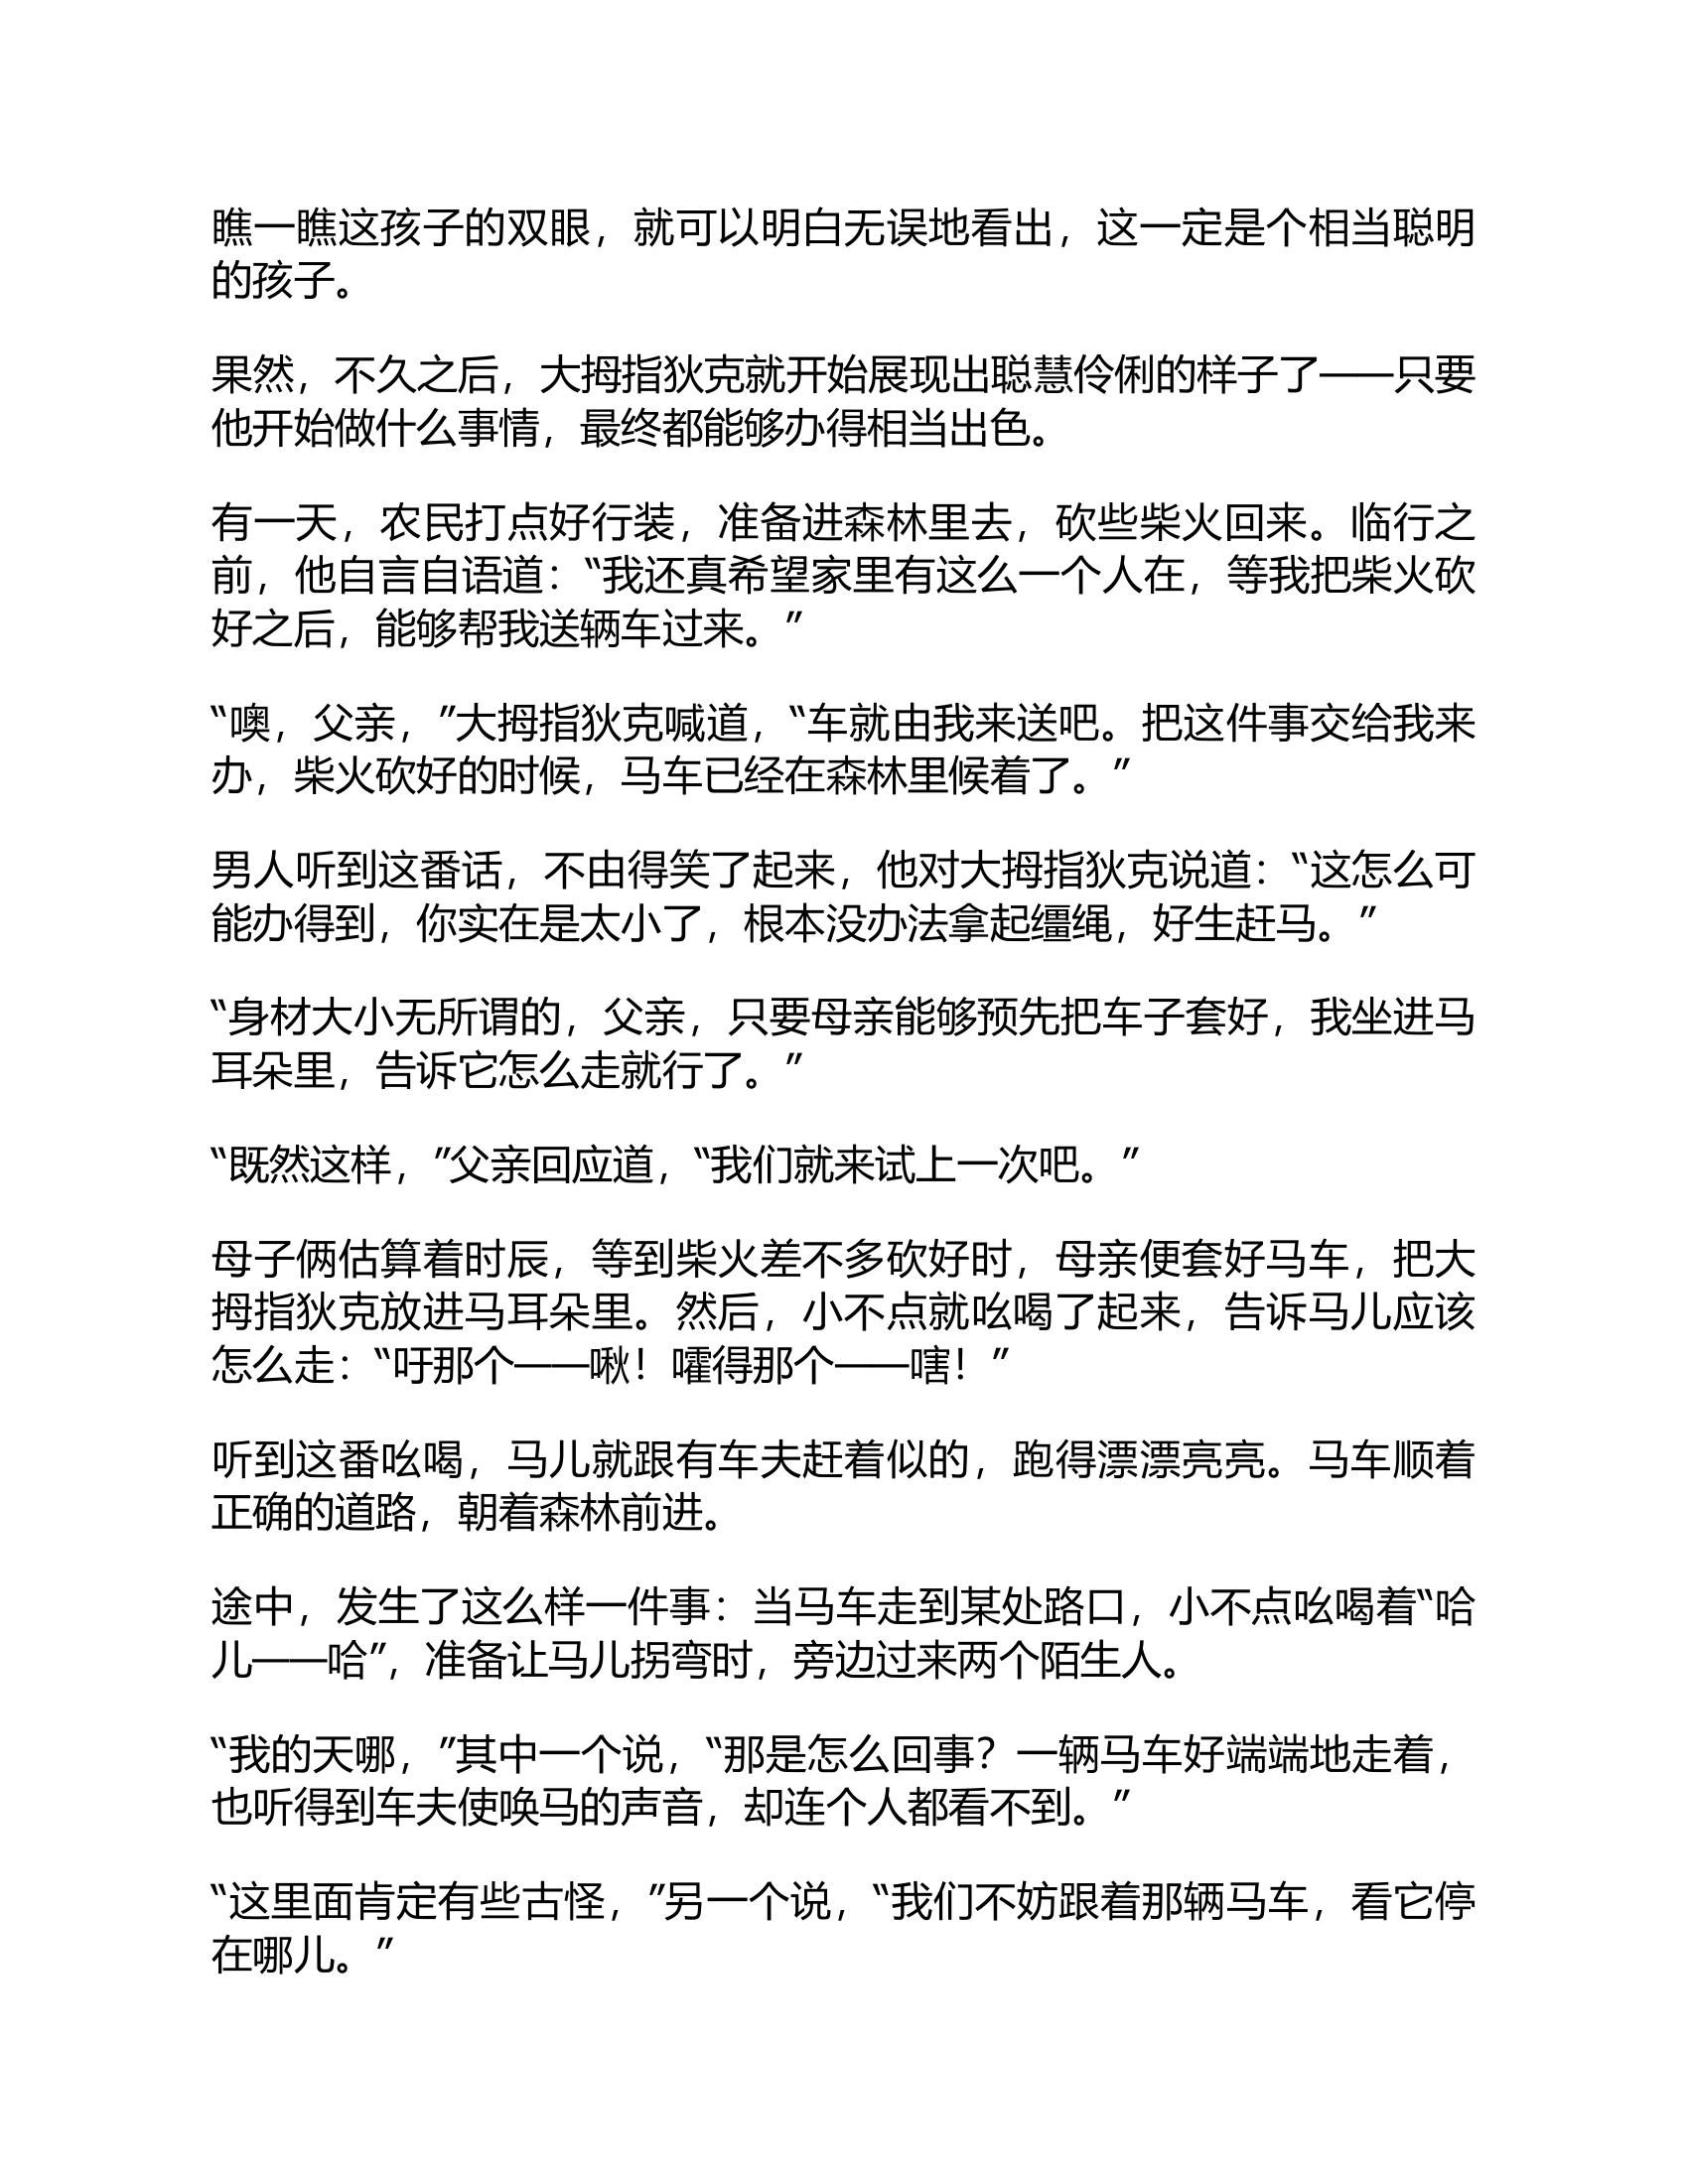 瞧一瞧这孩子的双眼，就可以明白无误地看出，这一定是个相当聪明
的孩子。
果然，不久之后，大拇指狄克就开始展现出聪慧伶俐的样子了——只要
他开始做什么事情，最终都能够办得相当出色。
有一天，农民打点好行装，准备进森林里去，砍些柴火回来。临行之
前，他自言自语道：“我还真希望家里有这么一个人在，等我把柴火砍
好之后，能够帮我送辆车过来。”
“噢，父亲，”大拇指狄克喊道，“车就由我来送吧。把这件事交给我来
办，柴火砍好的时候，马车已经在森林里候着了。”
男人听到这番话，不由得笑了起来，他对大拇指狄克说道：“这怎么可
能办得到，你实在是太小了，根本没办法拿起缰绳，好生赶马。”
“身材大小无所谓的，父亲，只要母亲能够预先把车子套好，我坐进马
耳朵里，告诉它怎么走就行了。”
“既然这样，”父亲回应道，“我们就来试上一次吧。”
母子俩估算着时辰，等到柴火差不多砍好时，母亲便套好马车，把大
拇指狄克放进马耳朵里。然后，小不点就吆喝了起来，告诉马儿应该
怎么走：“吁那个——啾！嚯得那个——嗐！”
听到这番吆喝，马儿就跟有车夫赶着似的，跑得漂漂亮亮。马车顺着
正确的道路，朝着森林前进。
途中，发生了这么样一件事：当马车走到某处路口，小不点吆喝着“哈
儿——哈”，准备让马儿拐弯时，旁边过来两个陌生人。
“我的天哪，”其中一个说，“那是怎么回事？一辆马车好端端地走着，
也听得到车夫使唤马的声音，却连个人都看不到。”
“这里面肯定有些古怪，”另一个说，“我们不妨跟着那辆马车，看它停
在哪儿。”